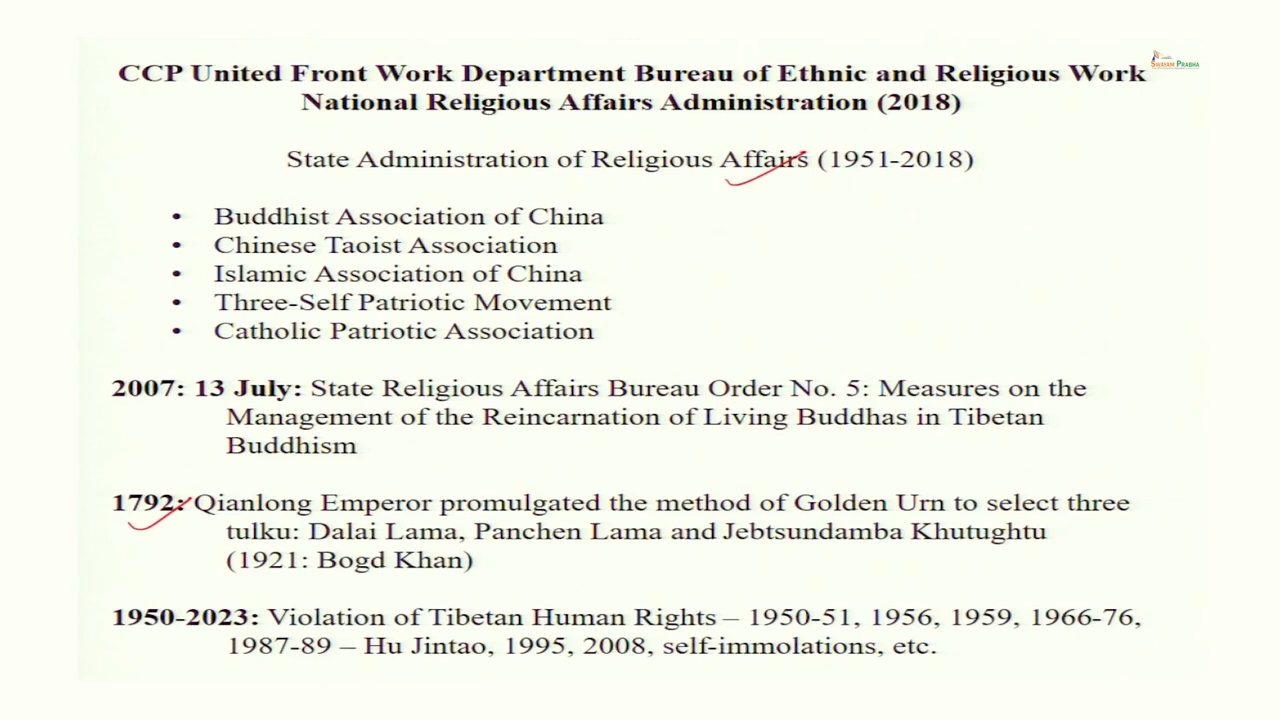 CCP United Front Work Department Bureau of Ethnic and Religious Work
SWAYAM PRABHA
National Religious Affairs Administration (2018)
State Administration of Religious Affairs (1951-2018)
• Buddhist Association of China
• Chinese Taoist Association
• Islamic Association of China
• Three-Self Patriotic Movement
• Catholic Patriotic Association
2007: 13 July: State Religious Affairs Bureau Order No. 5: Measures on the
Management of the Reincarnation of Living Buddhas in Tibetan
Buddhism
1792: Qianlong Emperor promulgated the method of Golden Urn to select three
tulku: Dalai Lama, Panchen Lama and Jebtsundamba Khutughtu
(1921: Bogd Khan)
1950-2023: Violation of Tibetan Human Rights – 1950-51, 1956, 1959, 1966-76,
1987-89 – Hu Jintao, 1995, 2008, self-immolations, etc.